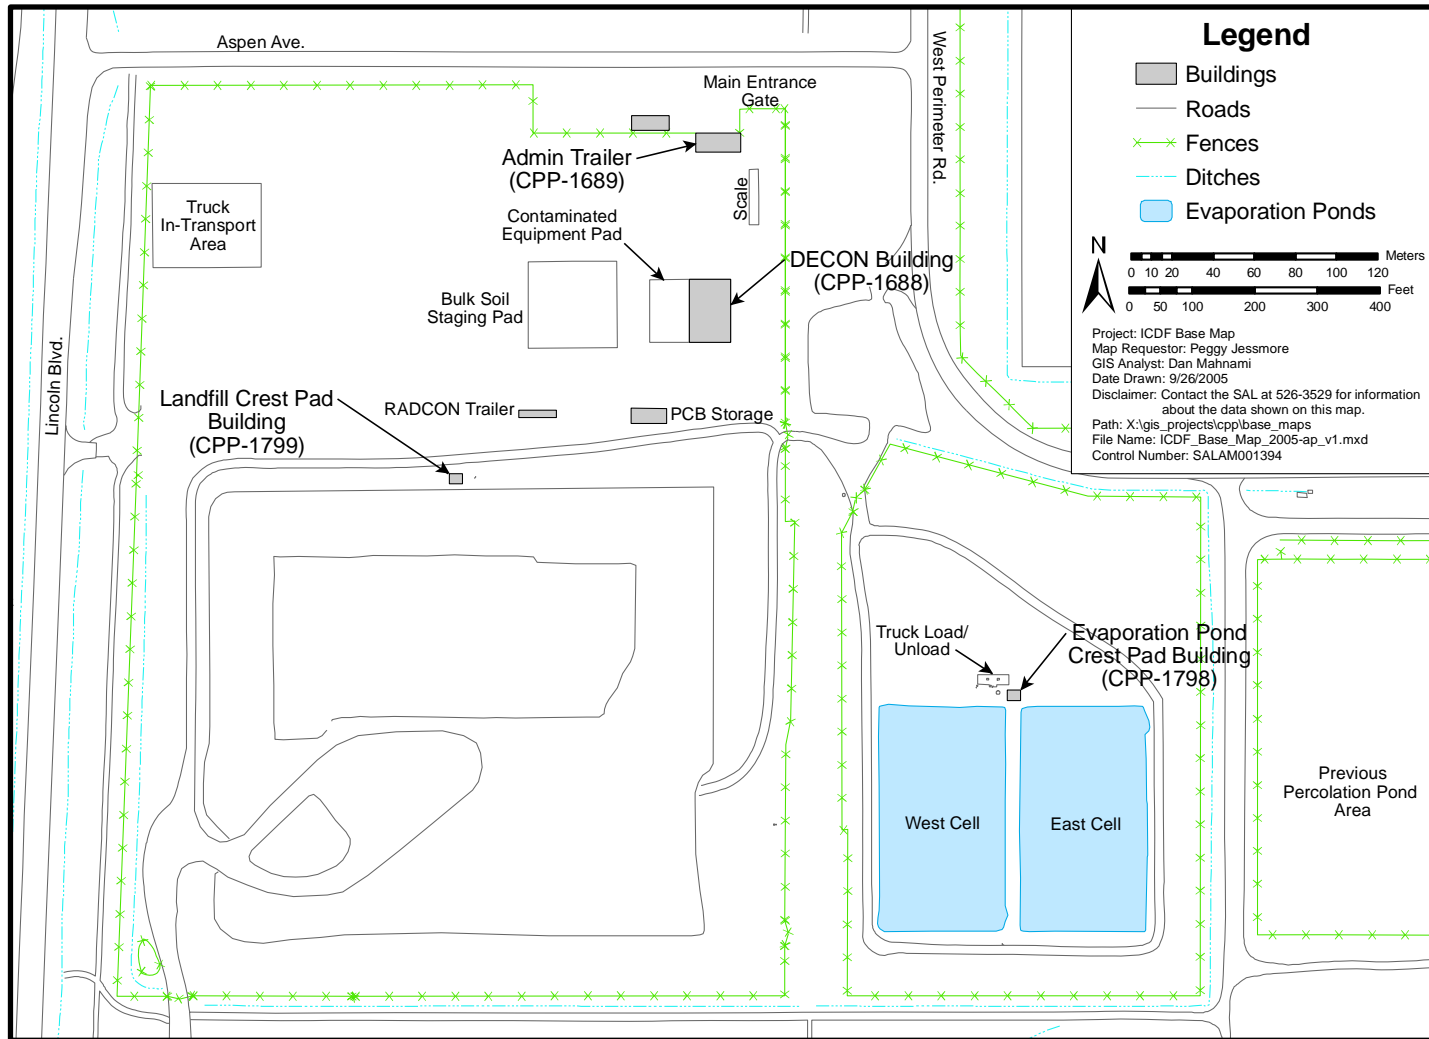 Aspen Ave.
Main Entrance
Gate
West Perimeter Rd.
Admin Trailer
(CPP-1689)
Scale
Truck
In-Transport
Area
Contaminated
Equipment Pad
DECON Building
(CPP-1688)
Bulk Soil
Staging Pad
Lincoln Blvd.
Landfill Crest Pad
Building
(CPP-1799)
RADCON Trailer
PCB Storage
Truck Load/
Unload
Evaporation Pond
Crest Pad Building
(CPP-1798)
West Cell
East Cell
Previous
Percolation Pond
Area
Legend
Buildings
Roads
Fences
Ditches
Evaporation Ponds
N
Meters
0 10 20 40 60 80 100 120
Feet
0 50 100 200 300 400
Project: ICDF Base Map
Map Requestor: Peggy Jessmore
GIS Analyst: Dan Mahnami
Date Drawn: 9/26/2005
Disclaimer: Contact the SAL at 526-3529 for information
about the data shown on this map.
Path: X:\gis_projects\cpp\base_maps
File Name: ICDF_Base_Map_2005-ap_v1.mxd
Control Number: SALAM001394